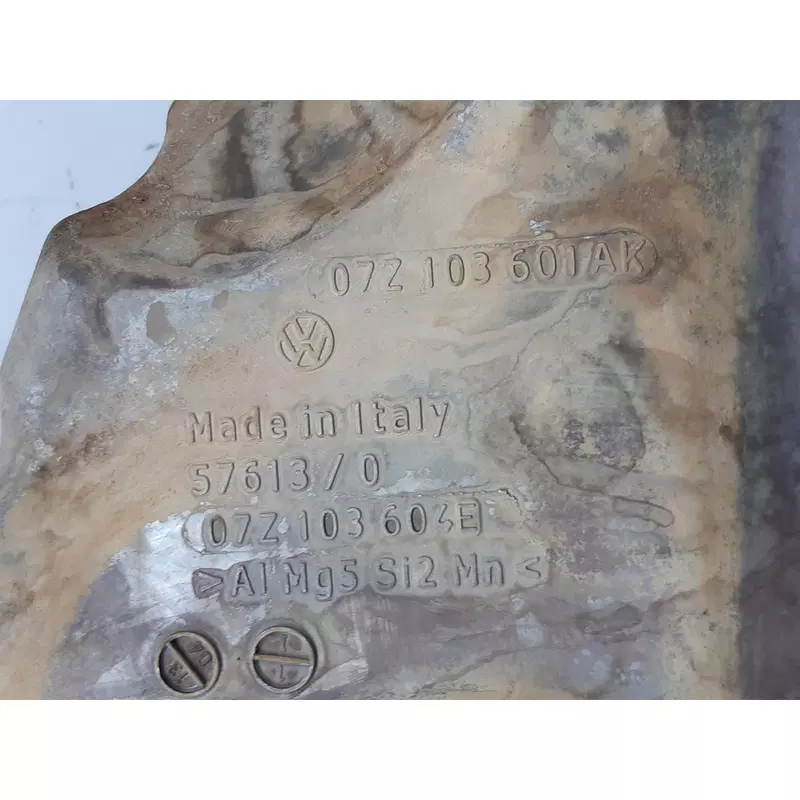 07Z 103 601AK
VW
Made in Italy
57613/0
07Z 103 604E
>Al Mg5 Si2 Mn<